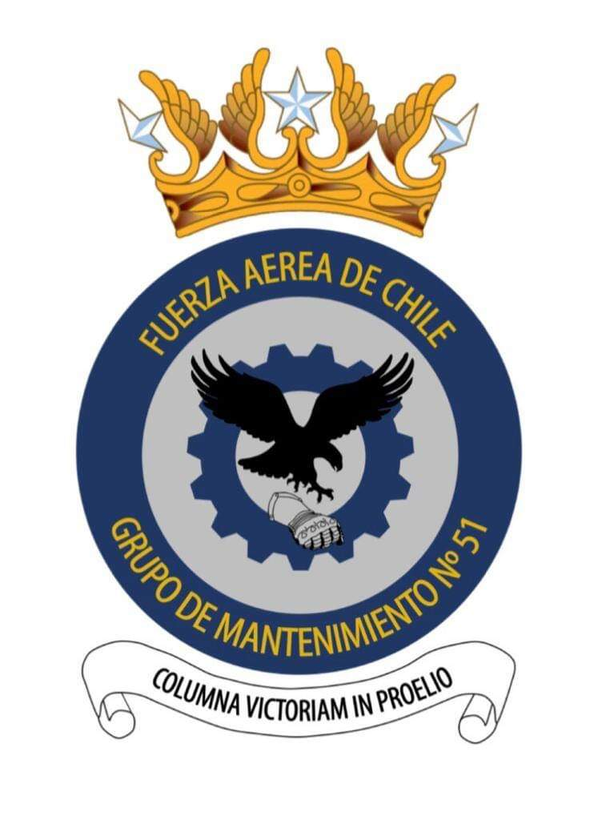 FUERZA AEREA DE CHILE
GRUPO DE MANTENIMIENTO Nº 51
COLUMNA VICTORIAM IN PROELIO